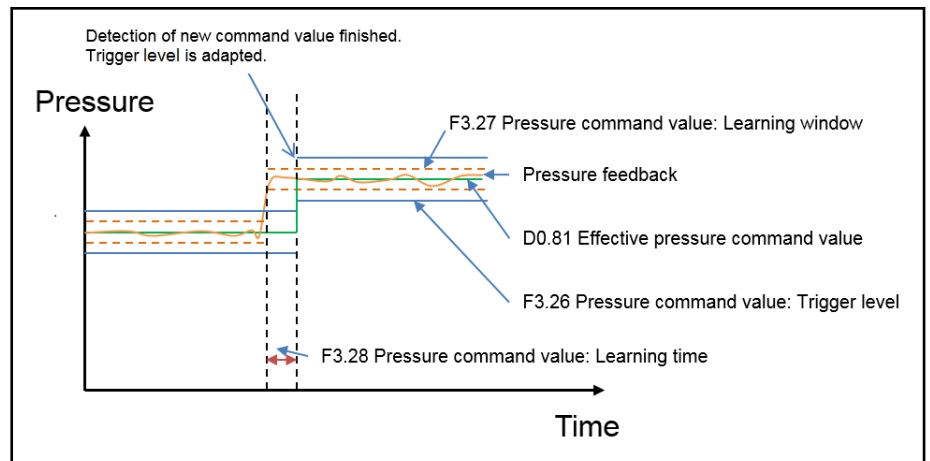 Detection of new command value finished.
Trigger level is adapted.
Pressure
F3.27 Pressure command value: Learning window
Pressure feedback
D0.81 Effective pressure command value
F3.26 Pressure command value: Trigger level
F3.28 Pressure command value: Learning time
Time